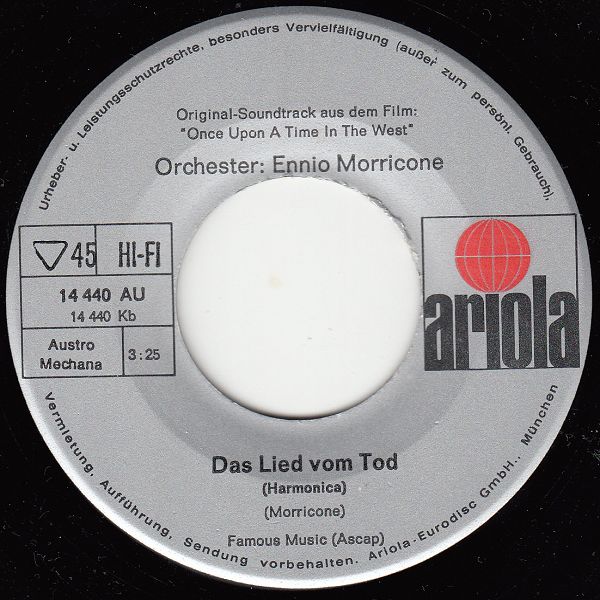 Urheber- u. Leistungsschutzrechte, besonders Vervielfältigung (außer zum persönl. Gebrauch),
Original-Soundtrack aus dem Film:
"Once Upon A Time In The West"
Orchester: Ennio Morricone
45 HI-FI
14 440 AU
14 440 Kb
Austro
Mechana
3:25
ariola
Das Lied vom Tod
(Harmonica)
(Morricone)
Famous Music (Ascap)
Vermietung, Aufführung, Sendung vorbehalten. Ariola-Eurodisc GmbH., München